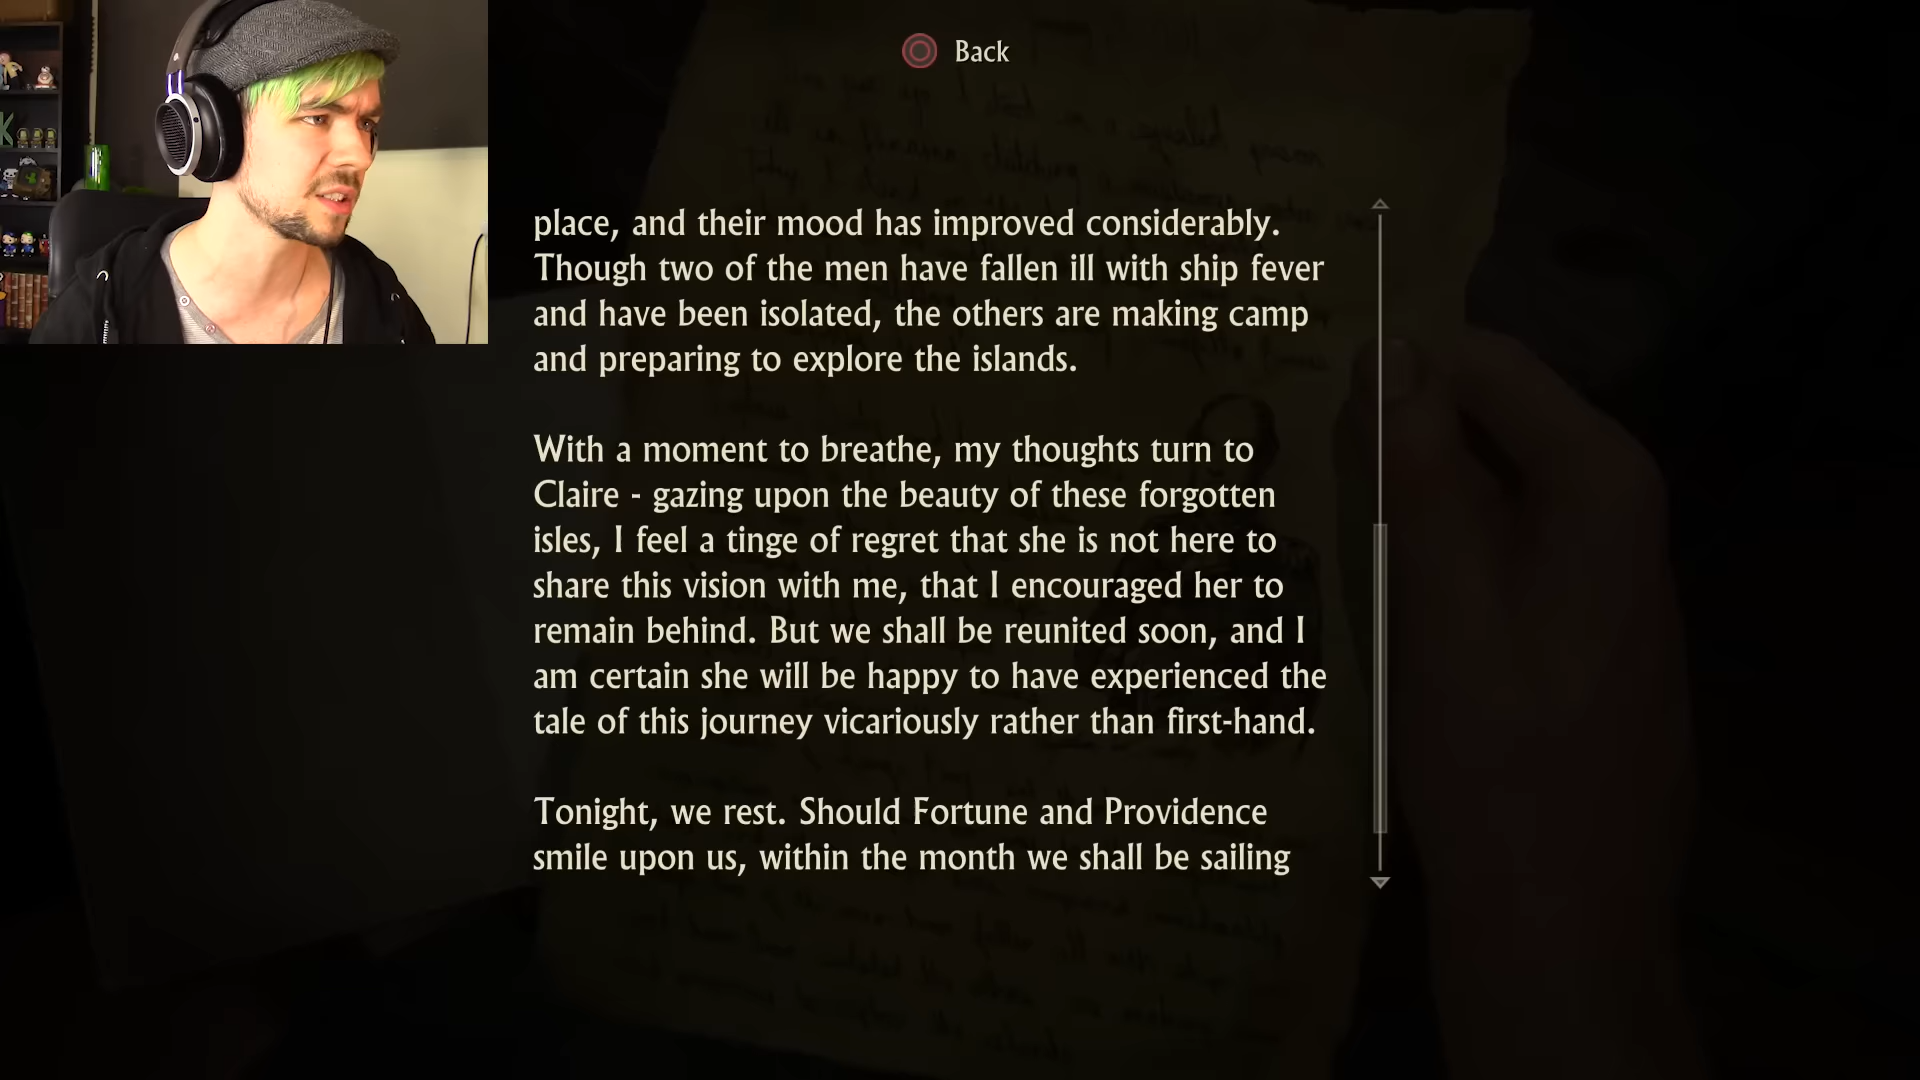 Back
place, and their mood has improved considerably.
Though two of the men have fallen ill with ship fever
and have been isolated, the others are making camp
and preparing to explore the islands.
With a moment to breathe, my thoughts turn to
Claire - gazing upon the beauty of these forgotten
isles, I feel a tinge of regret that she is not here to
share this vision with me, that I encouraged her to
remain behind. But we shall be reunited soon, and I
am certain she will be happy to have experienced the
tale of this journey vicariously rather than first-hand.
Tonight, we rest. Should Fortune and Providence
smile upon us, within the month we shall be sailing